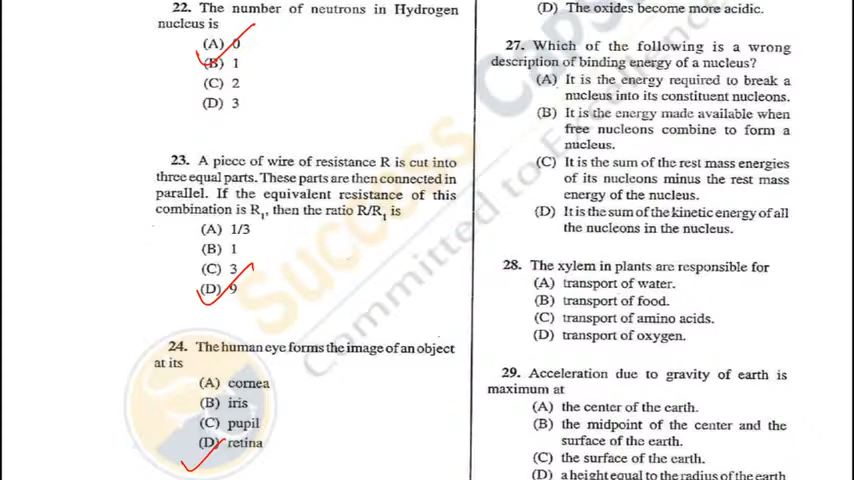 22. The number of neutrons in Hydrogen
nucleus is
(A) 0
(B) 1
(C) 2
(D) 3
23. A piece of wire of resistance R is cut into
three equal parts. These parts are then connected in
parallel. If the equivalent resistance of this
combination is R₁, then the ratio R/R₁ is
(A) 1/3
(B) 1
(C) 3
(D) 9
24. The human eye forms the image of an object
at its
(A) cornea
(B) iris
(C) pupil
(D) retina
(D) The oxides become more acidic.
27. Which of the following is a wrong
description of binding energy of a nucleus?
(A) It is the energy required to break a
nucleus into its constituent nucleons.
(B) It is the energy made available when
free nucleons combine to form a
nucleus.
(C) It is the sum of the rest mass energies
of its nucleons minus the rest mass
energy of the nucleus.
(D) It is the sum of the kinetic energy of all
the nucleons in the nucleus.
28. The xylem in plants are responsible for
(A) transport of water.
(B) transport of food.
(C) transport of amino acids.
(D) transport of oxygen.
29. Acceleration due to gravity of earth is
maximum at
(A) the center of the earth.
(B) the midpoint of the center and the
surface of the earth.
(C) the surface of the earth.
(D) a height equal to the radius of the earth
Success Caps
Committed to Excellence